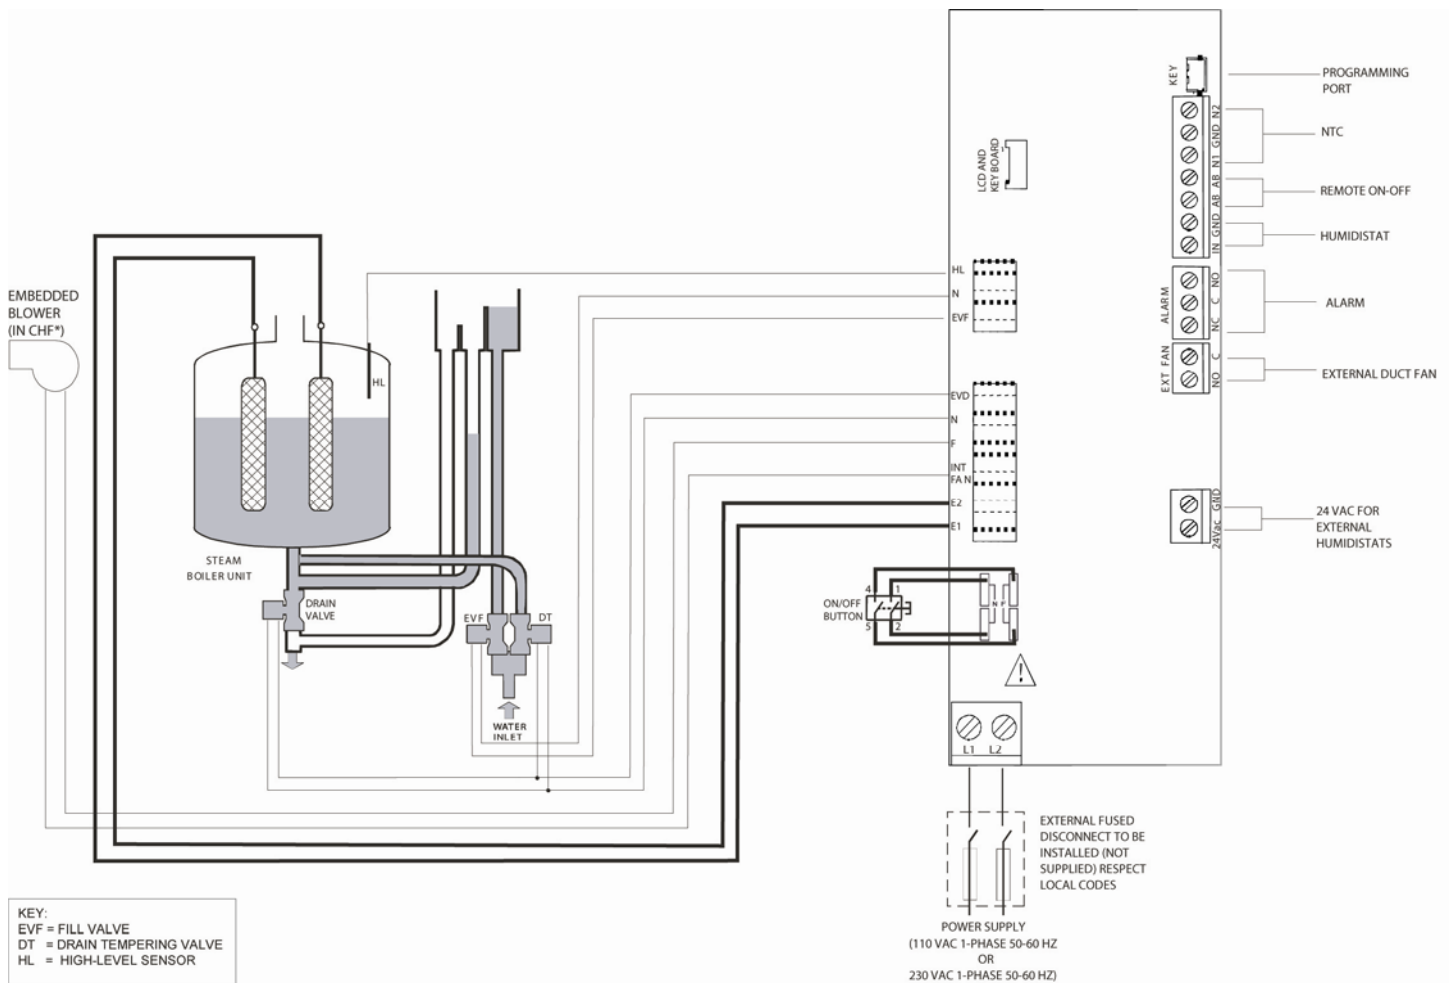 KEY
PROGRAMMING
PORT
N2
GND
N1
NTC
LCD AND
KEY BOARD
1
AB
AB
REMOTE ON-OFF
GND
IN
HUMIDISTAT
HL
N
EVF
ALARM
NO
C
NC
ALARM
EMBEDDED
BLOWER
(IN CHF*)
HL
EXT FAN
C
NO
EXTERNAL DUCT FAN
EVD
N
F
INT
FAN
E2
E1
GND
24Vac
24 VAC FOR
EXTERNAL
HUMIDISTATS
STEAM
BOILER UNIT
DRAIN
VALVE
EVF
DT
ON/OFF
BUTTON
4
1
5
2
N F
!
WATER
INLET
L1 L2
EXTERNAL FUSED
DISCONNECT TO BE
INSTALLED (NOT
SUPPLIED) RESPECT
LOCAL CODES
POWER SUPPLY
(110 VAC 1-PHASE 50-60 HZ
OR
230 VAC 1-PHASE 50-60 HZ)
KEY:
EVF = FILL VALVE
DT = DRAIN TEMPERING VALVE
HL = HIGH-LEVEL SENSOR